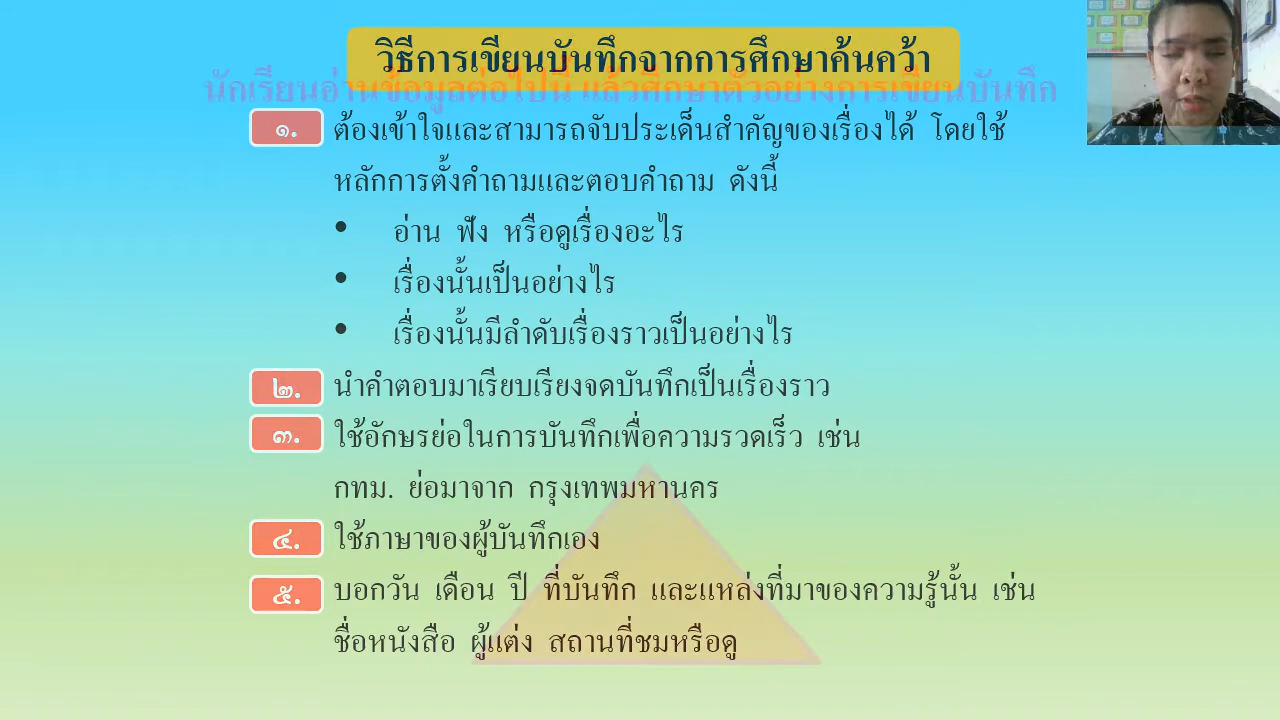 วิธีการเขียนบันทึกจากการศึกษาค้นคว้า
นักเรียนอ่านข้อมูลต่อไปนี้ แล้วศึกษาตัวอย่างการเขียนบันทึก
๑. ต้องเข้าใจและสามารถจับประเด็นสำคัญของเรื่องได้ โดยใช้
หลักการตั้งคำถามและตอบคำถาม ดังนี้
• อ่าน ฟัง หรือดูเรื่องอะไร
• เรื่องนั้นเป็นอย่างไร
• เรื่องนั้นมีลำดับเรื่องราวเป็นอย่างไร
๒. นำคำตอบมาเรียบเรียงจดบันทึกเป็นเรื่องราว
๓. ใช้อักษรย่อในการบันทึกเพื่อความรวดเร็ว เช่น
กทม. ย่อมาจาก กรุงเทพมหานคร
๔. ใช้ภาษาของผู้บันทึกเอง
๕. บอกวัน เดือน ปี ที่บันทึก และแหล่งที่มาของความรู้นั้น เช่น
ชื่อหนังสือ ผู้แต่ง สถานที่ชมหรือดู